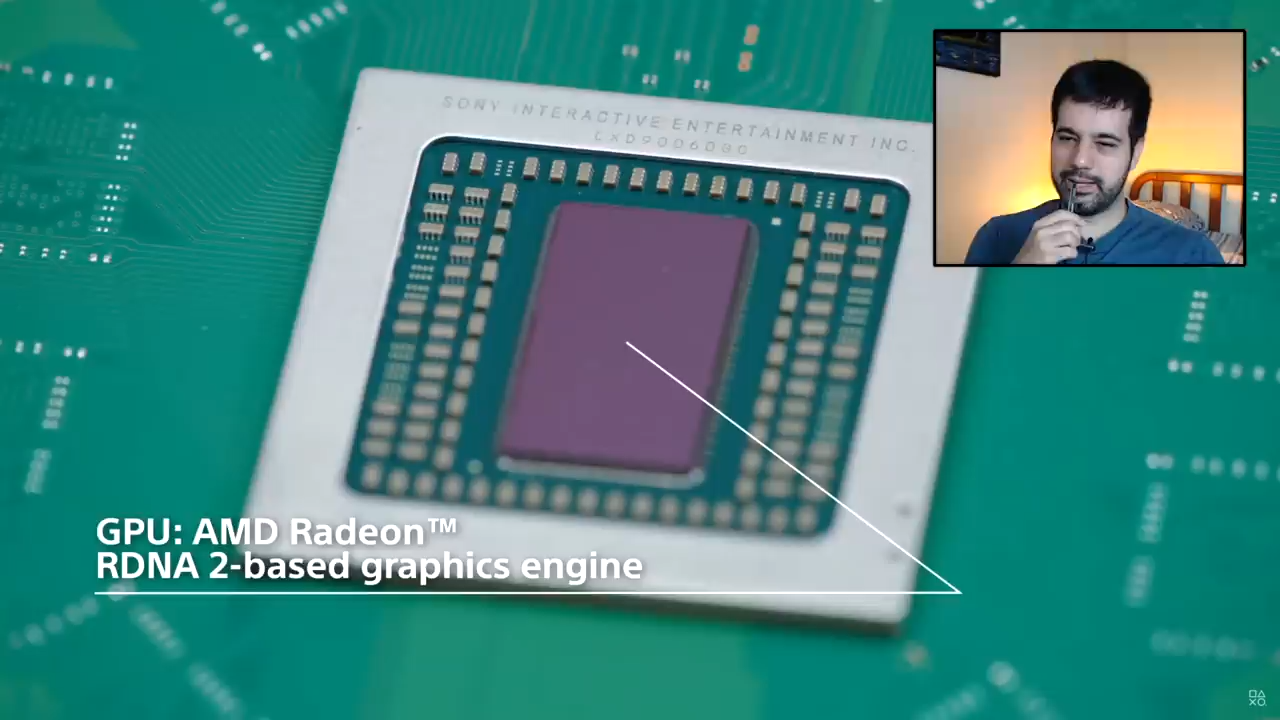 SONY INTERACTIVE ENTERTAINMENT INC.
GPU: AMD Radeon™
RDNA 2-based graphics engine